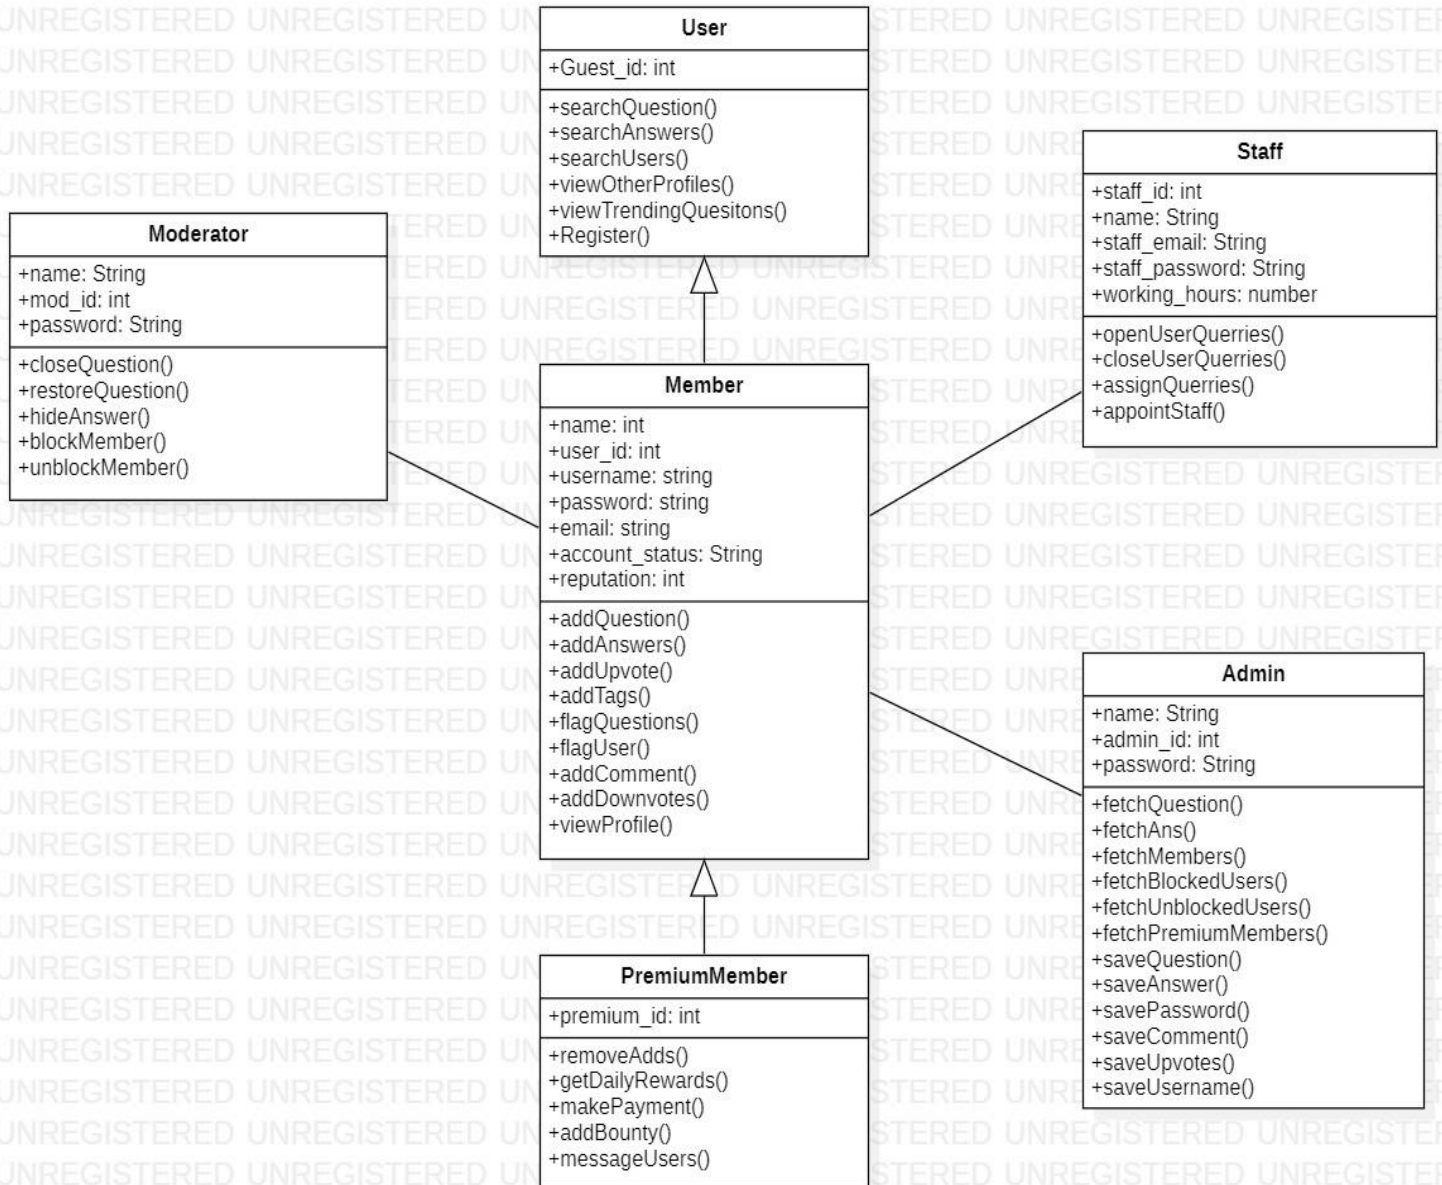 User
+Guest_id: int
+searchQuestion()
+searchAnswers()
+searchUsers()
+viewOtherProfiles()
+viewTrendingQuesitons()
+Register()
Moderator
+name: String
+mod_id: int
+password: String
+closeQuestion()
+restoreQuestion()
+hideAnswer()
+blockMember()
+unblockMember()
Staff
+staff_id: int
+name: String
+staff_email: String
+staff_password: String
+working_hours: number
+openUserQuerries()
+closeUserQuerries()
+assignQuerries()
+appointStaff()
Member
+name: int
+user_id: int
+username: string
+password: string
+email: string
+account_status: String
+reputation: int
+addQuestion()
+addAnswers()
+addUpvote()
+addTags()
+flagQuestions()
+flagUser()
+addComment()
+addDownvotes()
+viewProfile()
Admin
+name: String
+admin_id: int
+password: String
+fetchQuestion()
+fetchAns()
+fetchMembers()
+fetchBlockedUsers()
+fetchUnblockedUsers()
+fetchPremiumMembers()
+saveQuestion()
+saveAnswer()
+savePassword()
+saveComment()
+saveUpvotes()
+saveUsername()
PremiumMember
+premium_id: int
+removeAdds()
+getDailyRewards()
+makePayment()
+addBounty()
+messageUsers()
UNREGISTERED